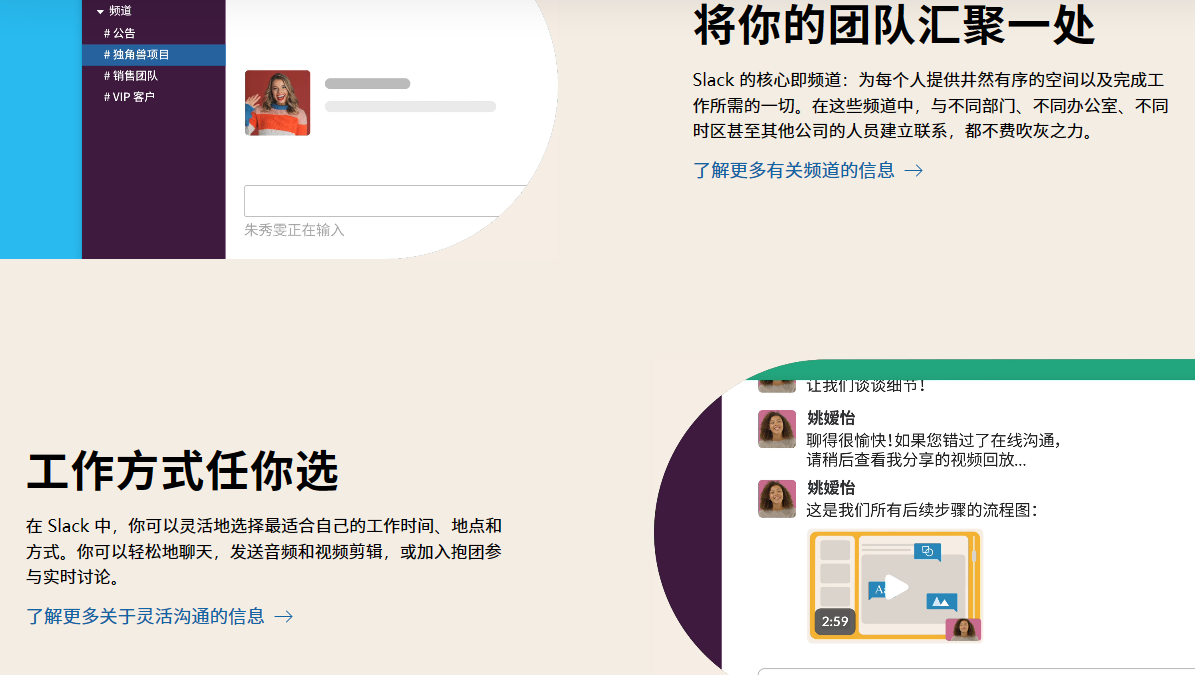 频道
# 公告
# 独角兽项目
# 销售团队
# VIP 客户
朱秀雯正在输入
将你的团队汇聚一处
Slack 的核心即频道：为每个人提供井然有序的空间以及完成工
作所需的一切。在这些频道中，与不同部门、不同办公室、不同
时区甚至其他公司的人员建立联系，都不费吹灰之力。
了解更多有关频道的信息 →
工作方式任你选
在 Slack 中，你可以灵活地选择最适合自己的工作时间、地点和
方式。你可以轻松地聊天，发送音频和视频剪辑，或加入抱团参
与实时讨论。
了解更多关于灵活沟通的信息 →
让我们谈谈细节！
姚嫒怡
聊得很愉快！如果您错过了在线沟通，
请稍后查看我分享的视频回放...
姚嫒怡
这是我们所有后续步骤的流程图：
2:59